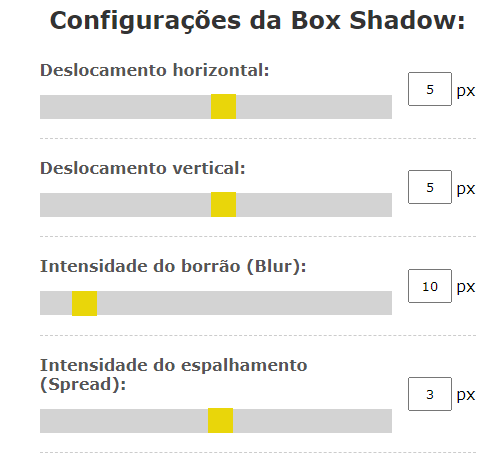 Configurações da Box Shadow:
Deslocamento horizontal:
5 px
Deslocamento vertical:
5 px
Intensidade do borrão (Blur):
10 px
Intensidade do espalhamento
(Spread):
3 px